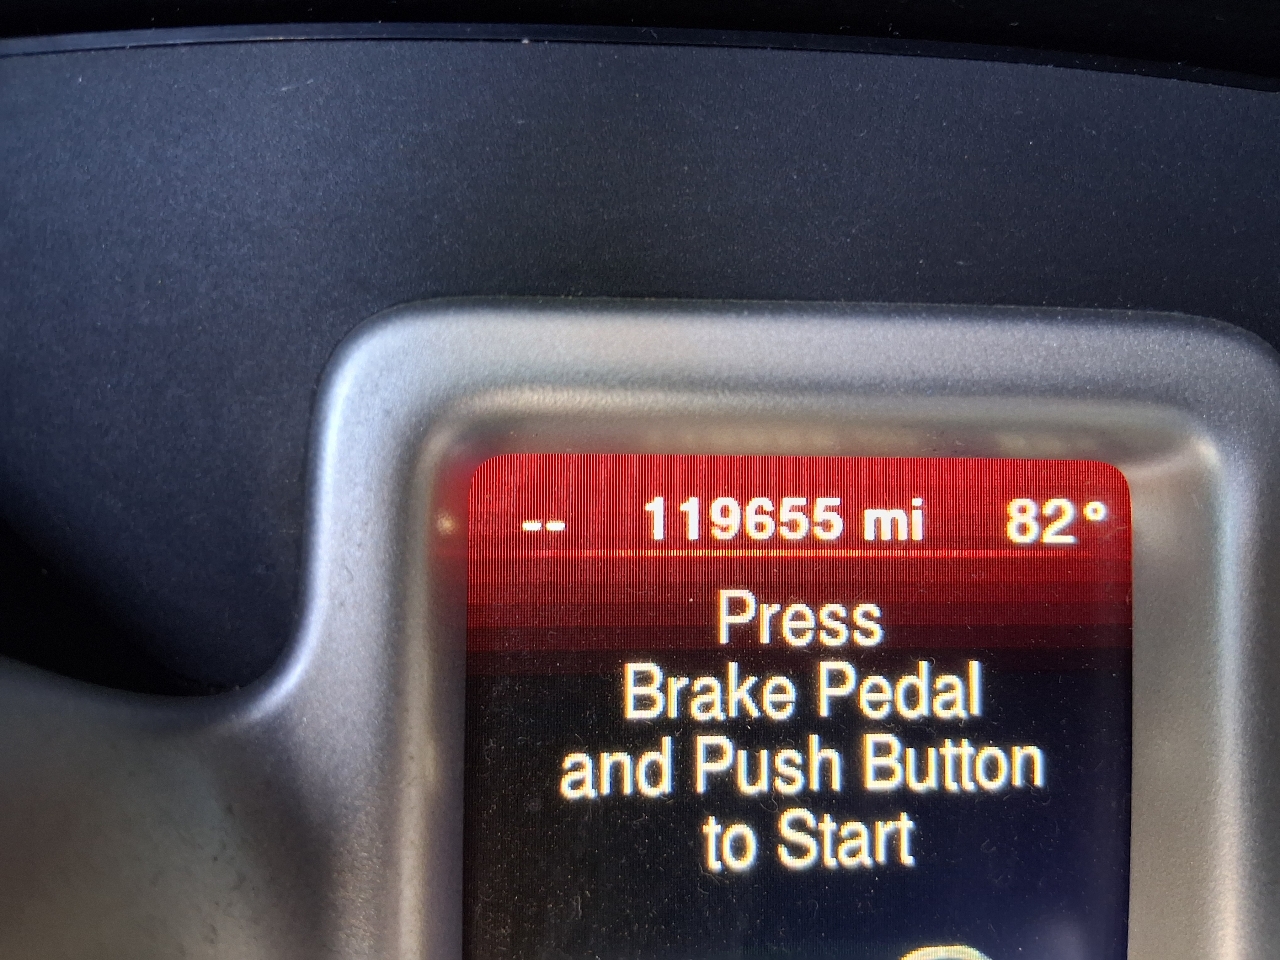 -- 119655 mi 82°
Press
Brake Pedal
and Push Button
to Start